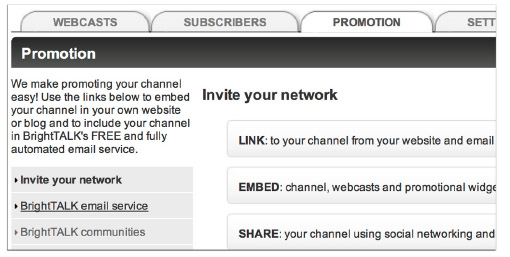 WEBCASTS SUBSCRIBERS PROMOTION SETT
Promotion
We make promoting your channel
easy! Use the links below to embed
your channel in your own website
or blog and to include your channel
in BrightTALK's FREE and fully
automated email service.
Invite your network
BrightTALK email service
BrightTALK communities
Invite your network
LINK: to your channel from your website and email
EMBED: channel, webcasts and promotional widge
SHARE: your channel using social networking and